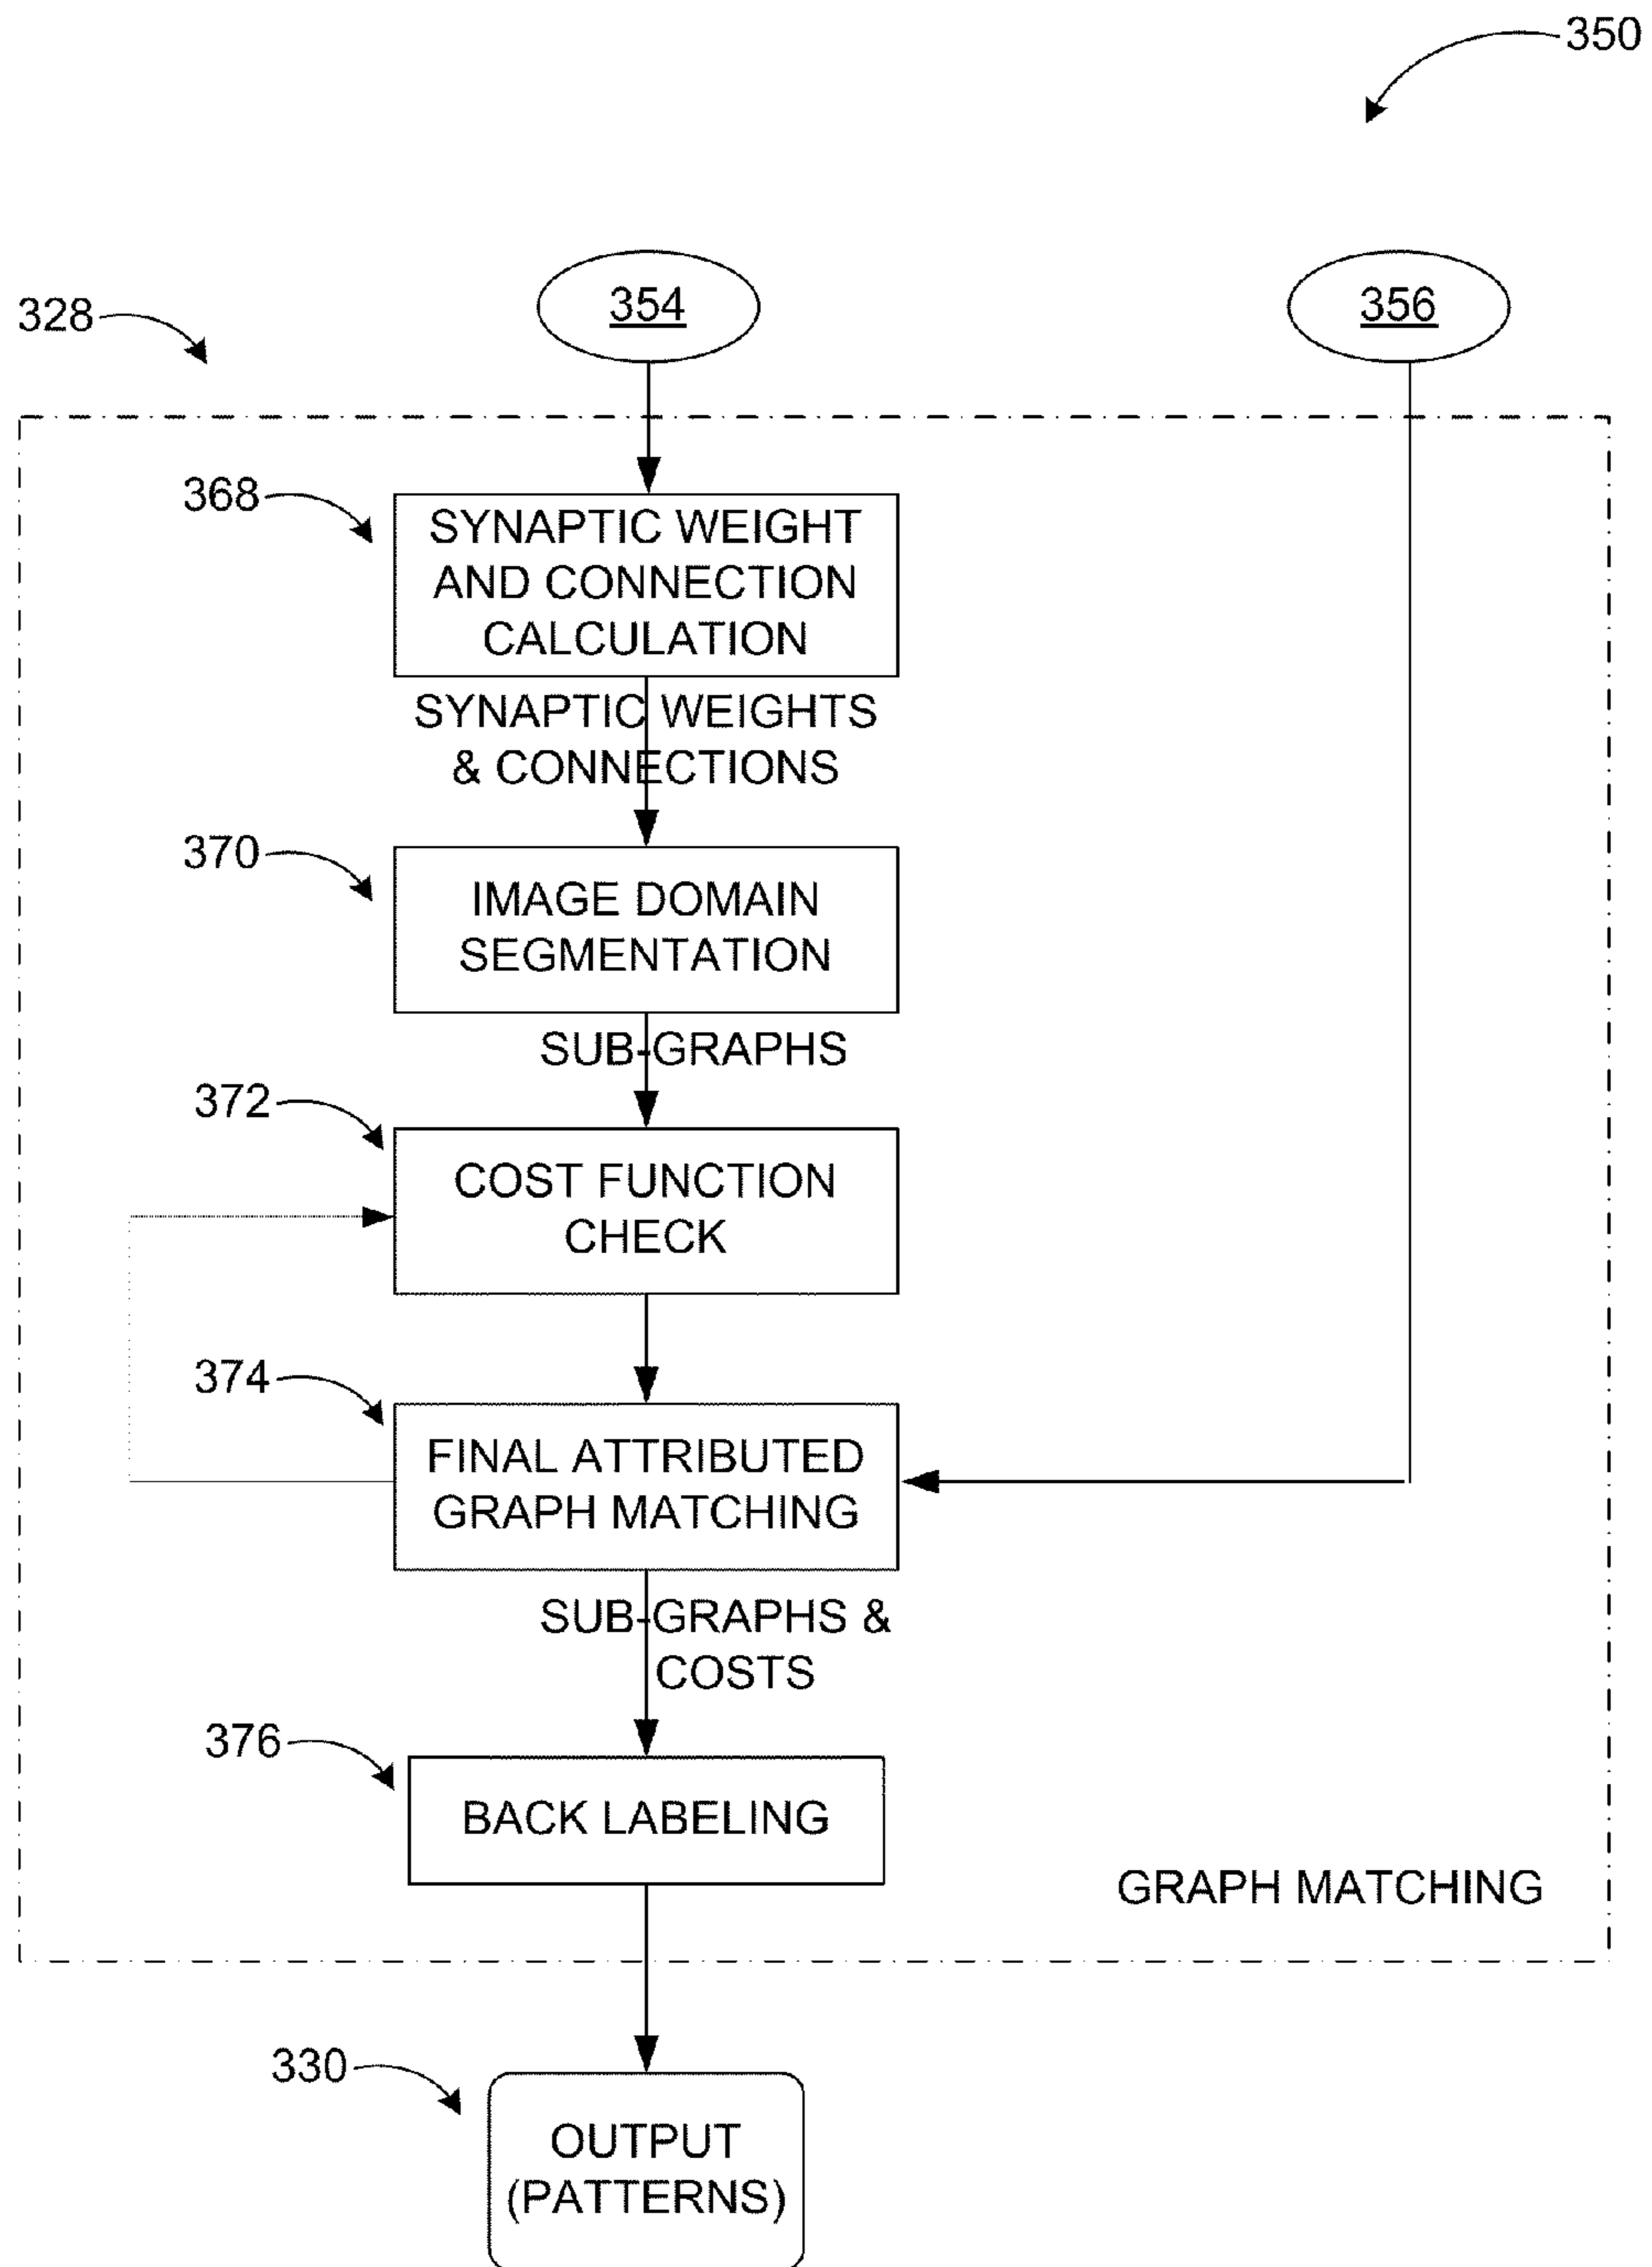 350
354
356
328
368
SYNAPTIC WEIGHT
AND CONNECTION
CALCULATION
SYNAPTIC WEIGHTS
& CONNECTIONS
370
IMAGE DOMAIN
SEGMENTATION
SUB-GRAPHS
372
COST FUNCTION
CHECK
374
FINAL ATTRIBUTED
GRAPH MATCHING
SUB-GRAPHS &
COSTS
376
BACK LABELING
GRAPH MATCHING
330
OUTPUT
(PATTERNS)